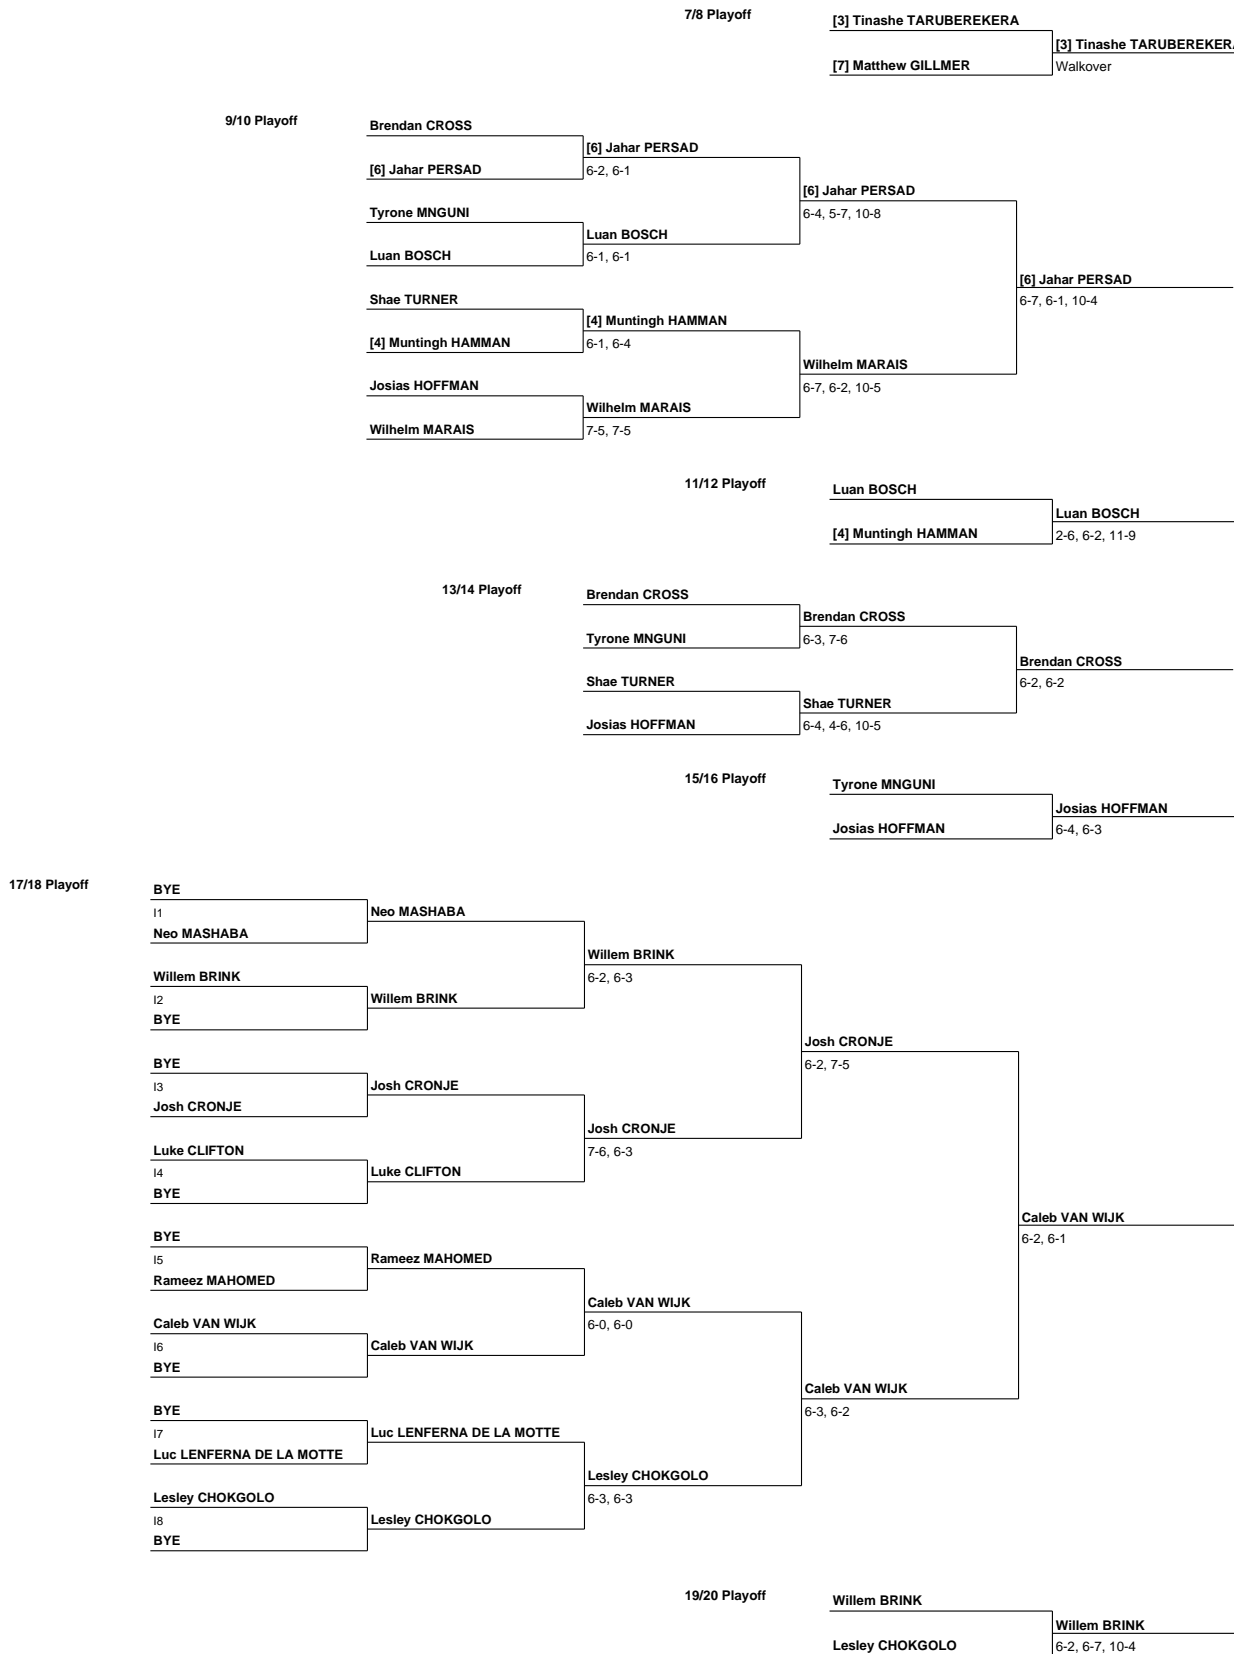 7/8 Playoff
[3] Tinashe TARUBEREKERA
[3] Tinashe TARUBEREKERA
[7] Matthew GILLMER
Walkover
9/10 Playoff
Brendan CROSS
[6] Jahar PERSAD
[6] Jahar PERSAD
6-2, 6-1
[6] Jahar PERSAD
Tyrone MNGUNI
6-4, 5-7, 10-8
Luan BOSCH
Luan BOSCH
6-1, 6-1
[6] Jahar PERSAD
Shae TURNER
6-7, 6-1, 10-4
[4] Muntingh HAMMAN
[4] Muntingh HAMMAN
6-1, 6-4
Wilhelm MARAIS
Josias HOFFMAN
6-7, 6-2, 10-5
Wilhelm MARAIS
Wilhelm MARAIS
7-5, 7-5
11/12 Playoff
Luan BOSCH
Luan BOSCH
[4] Muntingh HAMMAN
2-6, 6-2, 11-9
13/14 Playoff
Brendan CROSS
Brendan CROSS
Tyrone MNGUNI
6-3, 7-6
Brendan CROSS
Shae TURNER
6-2, 6-2
Shae TURNER
Josias HOFFMAN
6-4, 4-6, 10-5
15/16 Playoff
Tyrone MNGUNI
Josias HOFFMAN
Josias HOFFMAN
6-4, 6-3
17/18 Playoff
BYE
I1
Neo MASHABA
Neo MASHABA
Willem BRINK
Willem BRINK
6-2, 6-3
I2
Willem BRINK
BYE
Josh CRONJE
BYE
6-2, 7-5
I3
Josh CRONJE
Josh CRONJE
Josh CRONJE
Luke CLIFTON
7-6, 6-3
I4
Luke CLIFTON
BYE
Caleb VAN WIJK
BYE
6-2, 6-1
I5
Rameez MAHOMED
Rameez MAHOMED
Caleb VAN WIJK
Caleb VAN WIJK
6-0, 6-0
I6
Caleb VAN WIJK
BYE
Caleb VAN WIJK
BYE
6-3, 6-2
I7
Luc LENFERNA DE LA MOTTE
Luc LENFERNA DE LA MOTTE
Lesley CHOKGOLO
Lesley CHOKGOLO
6-3, 6-3
I8
Lesley CHOKGOLO
BYE
19/20 Playoff
Willem BRINK
Willem BRINK
Lesley CHOKGOLO
6-2, 6-7, 10-4